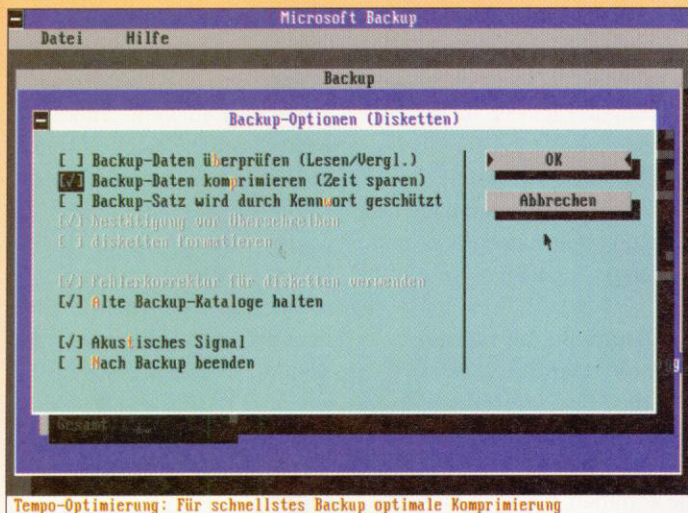 Microsoft Backup
Datei Hilfe
Backup
Backup-Optionen (Disketten)
[ ] Backup-Daten überprüfen (Lesen/Vergl.)
[√] Backup-Daten komprimieren (Zeit sparen)
[ ] Backup-Satz wird durch Kennwort geschützt
[√] bestätigung vor überschreiben
[ ] disketten formatieren
[√] fehlerkorrektur für disketten verwenden
[√] Alte Backup-Kataloge halten
[√] Akustisches Signal
[ ] Nach Backup beenden
OK
Abbrechen
Gesamt
Tempo-Optimierung: Für schnellstes Backup optimale Komprimierung